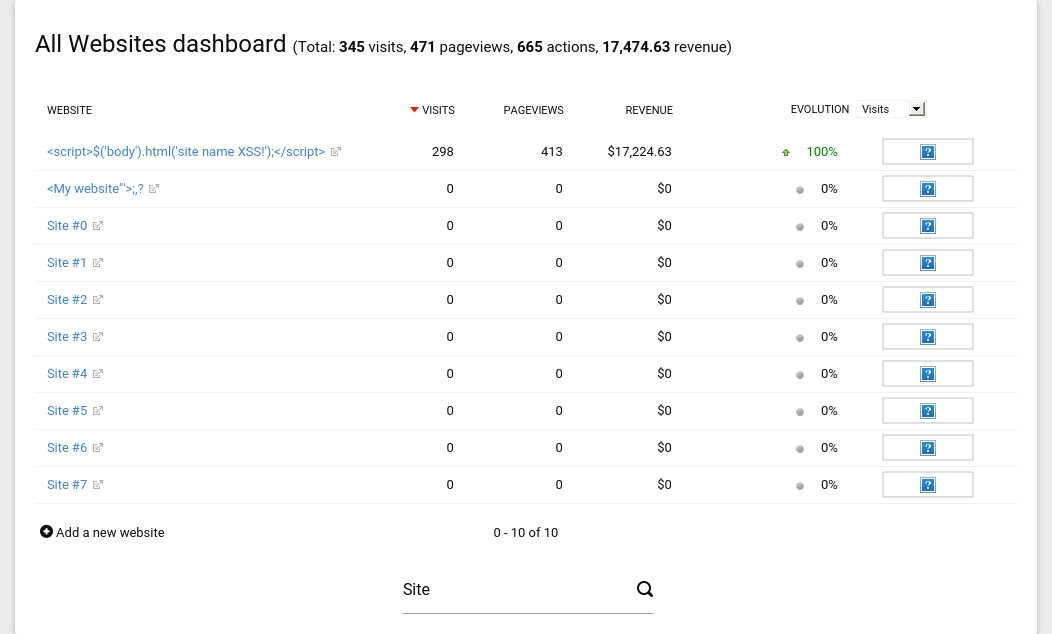 All Websites dashboard (Total: 345 visits, 471 pageviews, 665 actions, 17,474.63 revenue)
WEBSITE VISITS PAGEVIEWS REVENUE EVOLUTION Visits
<script>$('body').html('site name XSS!');</script> 298 413 $17,224.63 100% ?
<My website"'>;,? 0 0 $0 0% ?
Site #0 0 0 $0 0% ?
Site #1 0 0 $0 0% ?
Site #2 0 0 $0 0% ?
Site #3 0 0 $0 0% ?
Site #4 0 0 $0 0% ?
Site #5 0 0 $0 0% ?
Site #6 0 0 $0 0% ?
Site #7 0 0 $0 0% ?
Add a new website 0 - 10 of 10
Site